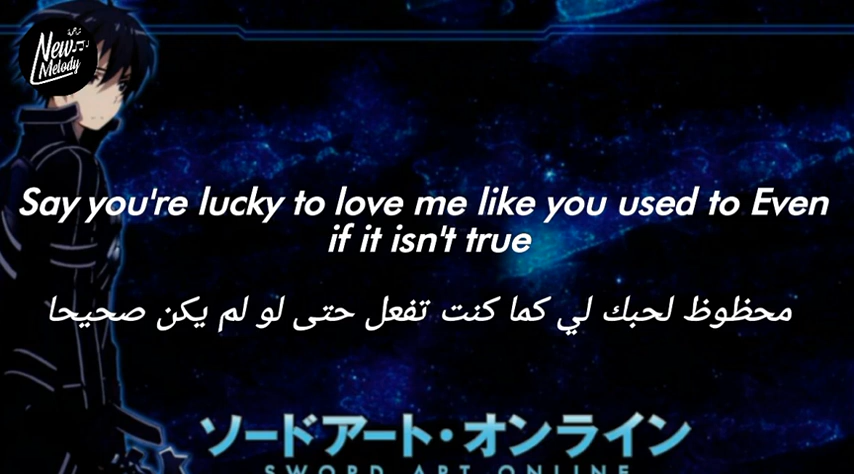 New
Melody
Say you're lucky to love me like you used to Even
if it isn't true
محظوظ لحبك لي كما كنت تفعل حتى لو لم يكن صحيحا
ソードアート・オンライン
SWORD ART ONLINE